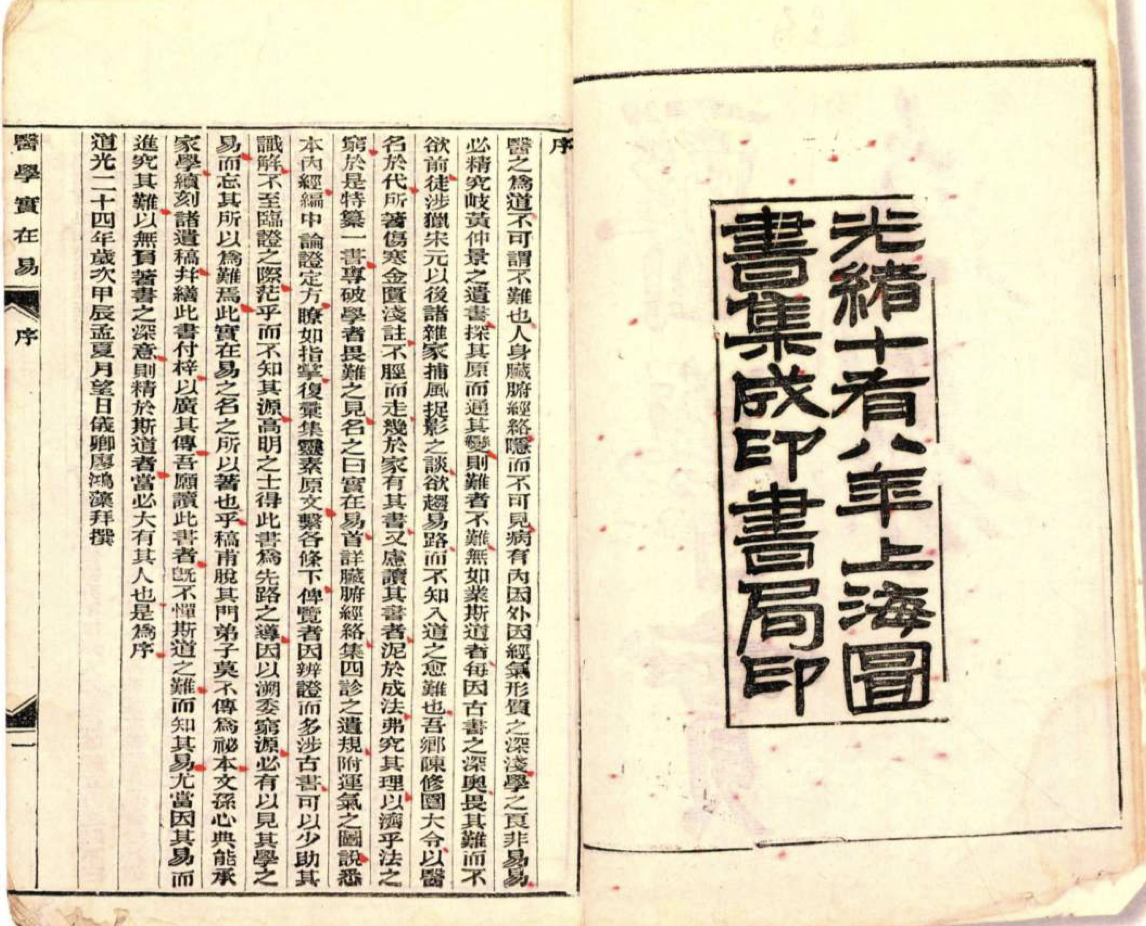 光緒十有八年上海圖
書集成印書局印
序
醫之爲道不可謂不難也人身臟腑經絡隱而不可見病有內因外因經氣形質之深淺學之頁非易易
必精究岐黃仲景之遺書探其原而通其變則難者不難無如業斯道者每因古書之深奧畏其難而不
欲前徒涉獵宋元以後諸雜家捕風捉影之談欲趨易路而不知入道之愈難也吾鄉陳修園大令以醫
名於代所著傷寒金匱淺註不脛而走幾於家有其書又慮讀其書者泥於成法弗究其理以濟乎法之
窮於是特纂一書專破學者畏難之見名之曰實在易首詳臟腑經絡集四診之遺規附運氣之圖說悉
本內經編中論證定方瞭如指掌復彙集靈素原文繫各條下俾覽者因辨證而多涉古書可以少助其
識解不至臨證之際茫乎而不知其源高明之士得此書爲先路之導因以溯委窮源必有以見其學之
易而忘其所以爲難焉此實在易之名之所以著也乎稿甫脫其門弟子莫不傳爲祕本文孫心典能承
家學續刻諸遺稿幷繕此書付梓以廣其傳吾願讀此書者旣不憚斯道之難而知其易尤當因其易而
進究其難以無負著書之深意則精於斯道者當必大有其人也是爲序
道光二十四年歲次甲辰孟夏月望日儀卿廖鴻藻拜撰
醫學實在易
序
一